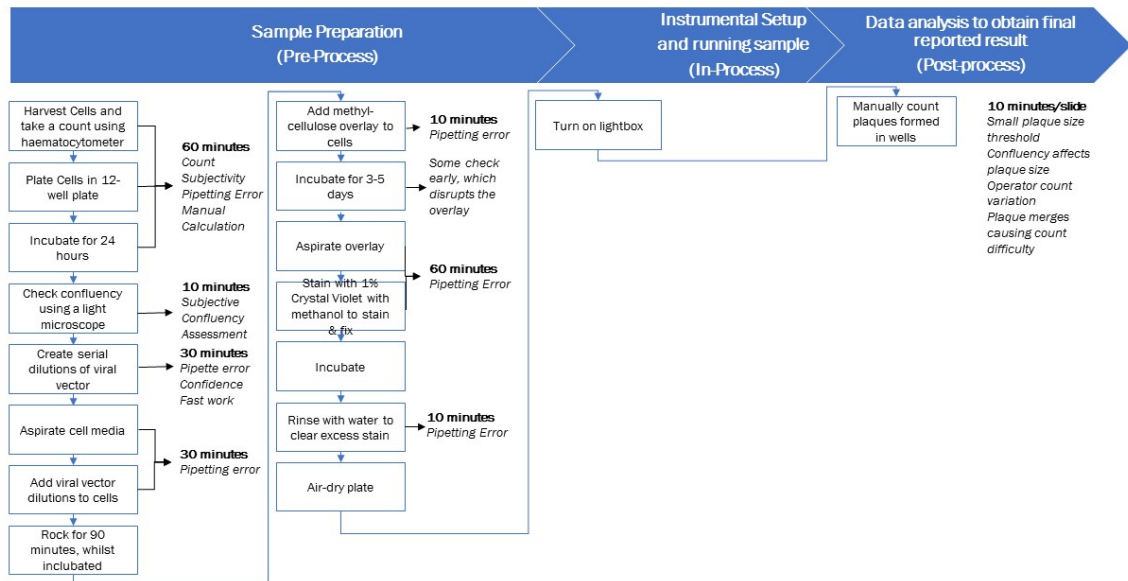 Sample Preparation
(Pre-Process)
Instrumental Setup
and running sample
(In-Process)
Data analysis to obtain final
reported result
(Post-process)
Harvest Cells and
take a count using
haematocytometer
Plate Cells in 12-
well plate
Incubate for 24
hours
60 minutes
Count
Subjectivity
Pipetting Error
Manual
Calculation
Check confluency
using a light
microscope
10 minutes
Subjective
Confluency
Assessment
Create serial
dilutions of viral
vector
30 minutes
Pipette error
Confidence
Fast work
Aspirate cell media
Add viral vector
dilutions to cells
30 minutes
Pipetting error
Rock for 90
minutes, whilst
inclubated
Add methyl-
cellulose overlay to
cells
10 minutes
Pipetting error
Incubate for 3-5
days
Some check
early, which
disrupts the
overlay
Aspirate overlay
Stain with 1%
Crystal Violet with
methanol to stain
& fix
60 minutes
Pipetting Error
Incubate
Rinse with water to
clear excess stain
10 minutes
Pipetting Error
Air-dry plate
Turn on lightbox
Manually count
plaques formed
in wells
10 minutes/slide
Small plaque size
threshold
Confluency affects
plaque size
Operator count
variation
Plaque merges
causing count
difficulty